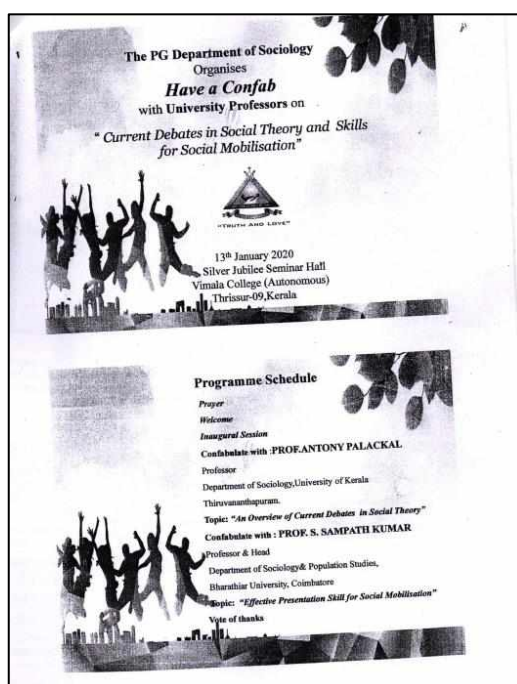 The PG Department of Sociology
Organises
Have a Confab
with University Professors on
"Current Debates in Social Theory and Skills
for Social Mobilisation"
"TRUTH AND LOVE"
13th January 2020
Silver Jubilee Seminar Hall
Vimala College (Autonomous)
Thrissur-09,Kerala
Programme Schedule
Prayer
Welcome
Inaugural Session
Confabulate with :PROF.ANTONY PALACKAL
Professor
Department of Sociology,University of Kerala
Thiruvananthapuram.
Topic: "An Overview of Current Debates in Social Theory"
Confabulate with : PROF. S. SAMPATH KUMAR
Professor & Head
Department of Sociology& Population Studies,
Bharathiar University, Coimbatore
Topic: "Effective Presentation Skill for Social Mobilisation"
Vote of thanks